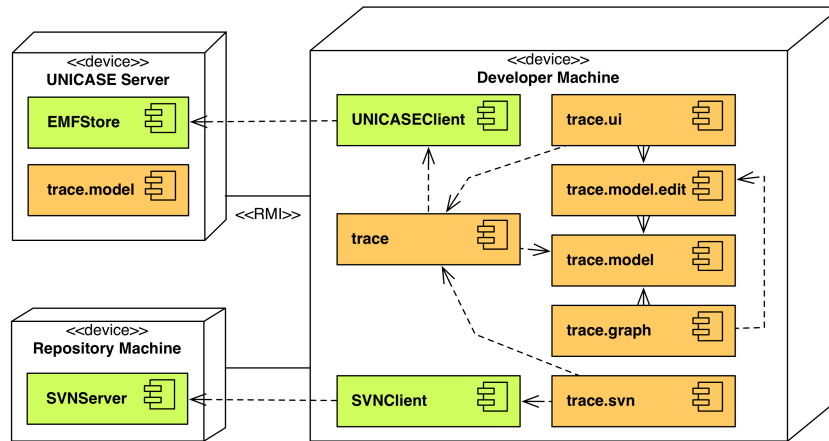 <<device>>
UNICASE Server
EMFStore
trace.model
<<RMI>>
<<device>>
Repository Machine
SVNServer
<<device>>
Developer Machine
UNICASEClient
trace.ui
trace.model.edit
trace
trace.model
trace.graph
SVNClient
trace.svn